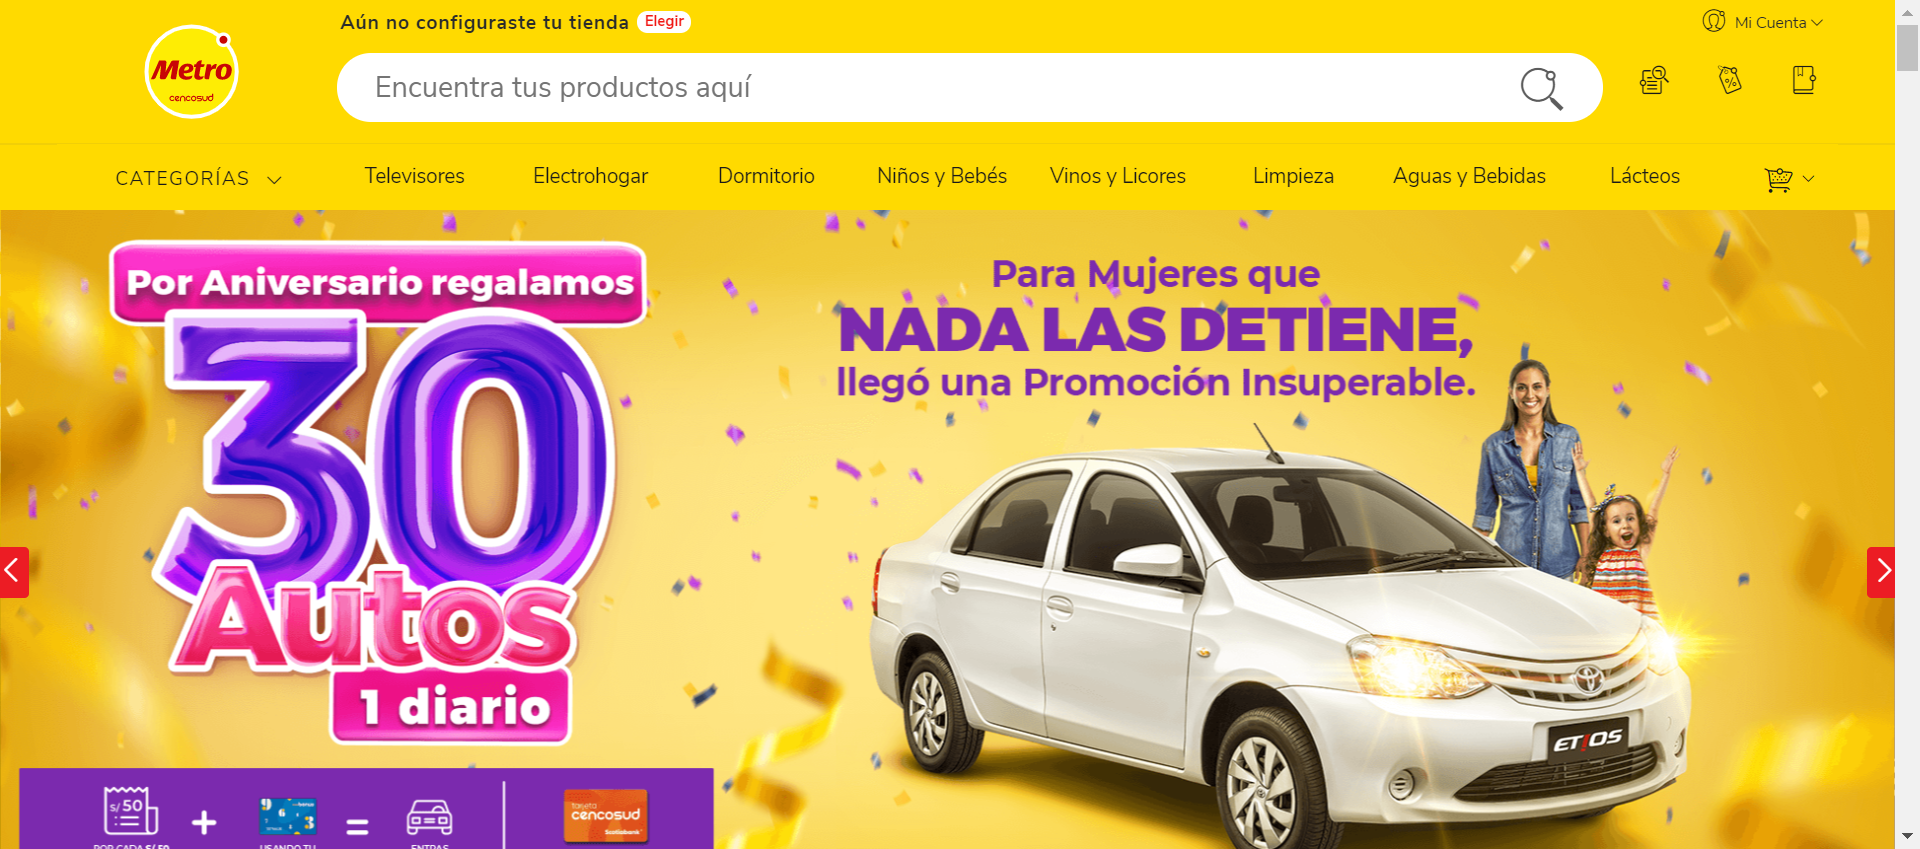 Aún no configuraste tu tienda Elegir
Mi Cuenta
Metro
cencosud
Encuentra tus productos aquí
CATEGORÍAS
Televisores
Electrohogar
Dormitorio
Niños y Bebés
Vinos y Licores
Limpieza
Aguas y Bebidas
Lácteos
Por Aniversario regalamos
30
Autos
1 diario
Para Mujeres que
NADA LAS DETIENE,
llegó una Promoción Insuperable.
ETIOS
S/ 50
+
=
POR CADA S/ 50
USANDO TU
ENTRAS
tarjeta
cencosud
Scotiabank